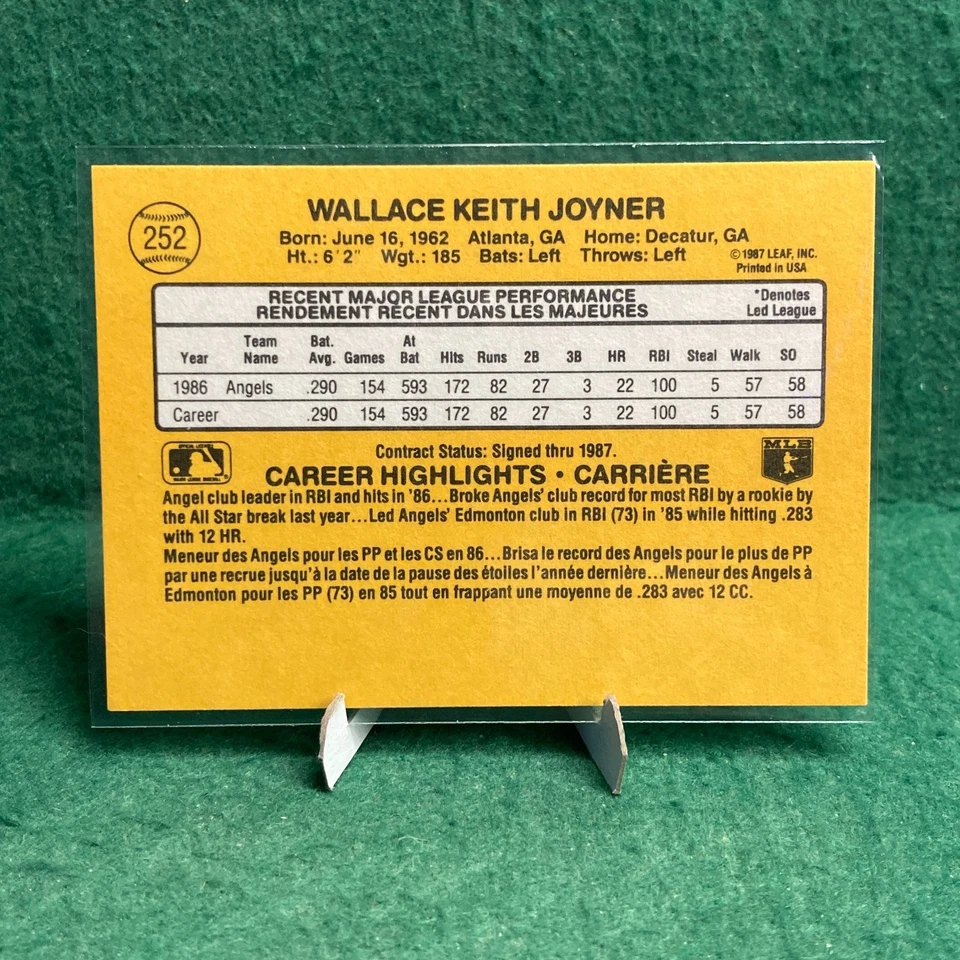 WALLACE KEITH JOYNER
252
Born: June 16, 1962 Atlanta, GA Home: Decatur, GA
Ht.: 6'2" Wgt.: 185 Bats: Left Throws: Left
©1987 LEAF, INC.
Printed in USA
RECENT MAJOR LEAGUE PERFORMANCE
RENDEMENT RÉCENT DANS LES MAJEURES
*Denotes
Led League
Year Team Name Bat. Avg. Games At Bat Hits Runs 2B 3B HR RBI Steal Walk SO
1986 Angels .290 154 593 172 82 27 3 22 100 5 57 58
Career .290 154 593 172 82 27 3 22 100 5 57 58
Contract Status: Signed thru 1987.
MLB
CAREER HIGHLIGHTS • CARRIÈRE
Angel club leader in RBI and hits in '86...Broke Angels' club record for most RBI by a rookie by
the All Star break last year...Led Angels' Edmonton club in RBI (73) in '85 while hitting .283
with 12 HR.
Meneur des Angels pour les PP et les CS en 86...Brisa le record des Angels pour le plus de PP
par une recrue jusqu'à la date de la pause des étoiles l'année dernière...Meneur des Angels à
Edmonton pour les PP (73) en 85 tout en frappant une moyenne de .283 avec 12 CC.